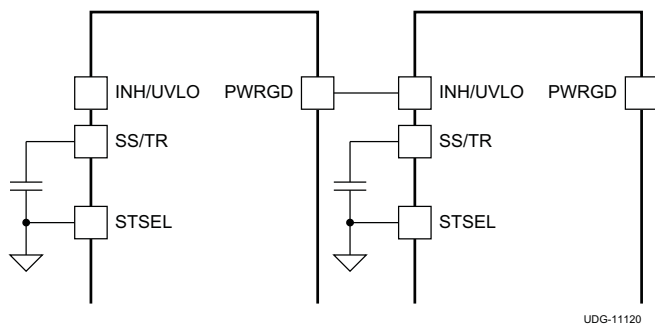 INH/UVLO PWRGD INH/UVLO PWRGD
SS/TR SS/TR
STSEL STSEL
UDG-11120